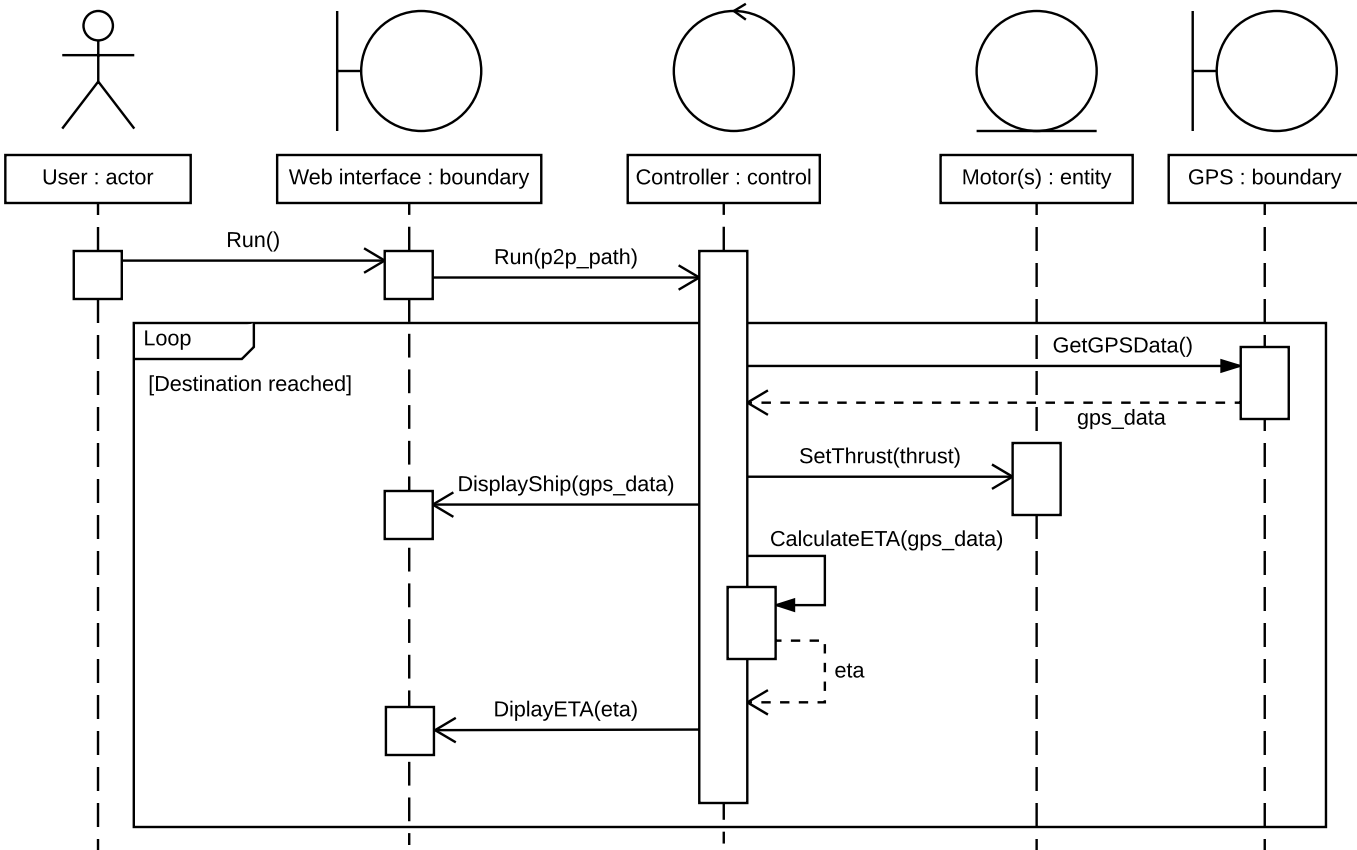 User : actor
Web interface : boundary
Controller : control
Motor(s) : entity
GPS : boundary
Run()
Run(p2p_path)
Loop
[Destination reached]
GetGPSData()
gps_data
SetThrust(thrust)
DisplayShip(gps_data)
CalculateETA(gps_data)
eta
DiplayETA(eta)